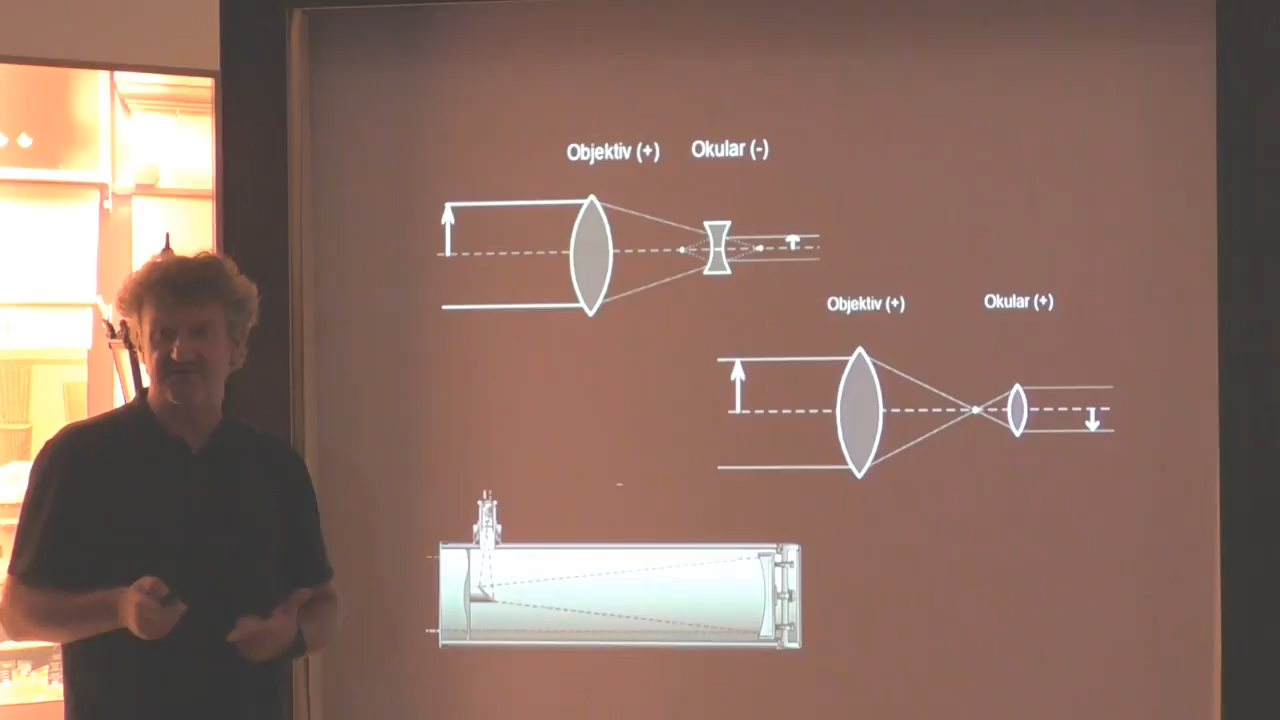 Objektiv (+) Okular (-)
Objektiv (+) Okular (+)